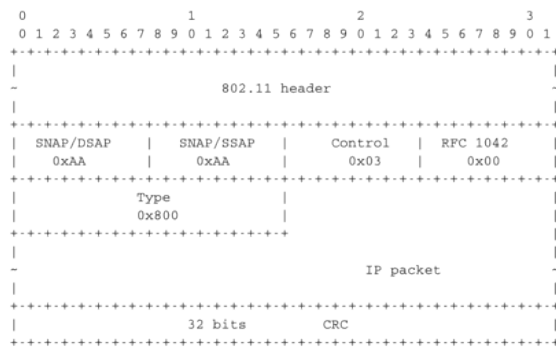 0 1 2 3
0 1 2 3 4 5 6 7 8 9 0 1 2 3 4 5 6 7 8 9 0 1 2 3 4 5 6 7 8 9 0 1
802.11 header
SNAP/DSAP SNAP/SSAP Control RFC 1042
0xAA 0xAA 0x03 0x00
Type
0x800
IP packet
32 bits CRC